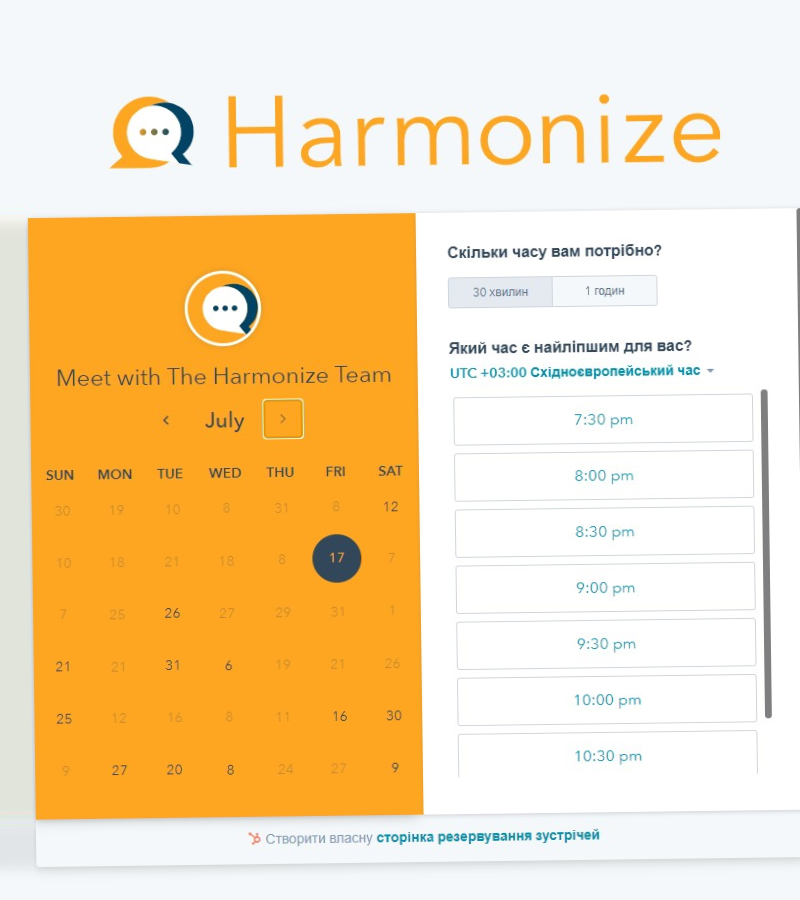 Harmonize
Meet with The Harmonize Team
July
SUN MON TUE WED THU FRI SAT
30 19 10 8 31 8 12
10 18 21 18 8 17 7
7 25 26 27 29 31 1
21 21 31 6 19 21 26
25 12 16 8 11 16 30
9 27 20 8 24 27 9
Скільки часу вам потрібно?
30 хвилин 1 годин
Який час є найліпшим для вас?
UTC +03:00 Східноєвропейський час
7:30 pm
8:00 pm
8:30 pm
9:00 pm
9:30 pm
10:00 pm
10:30 pm
Створити власну сторінка резервування зустрічей